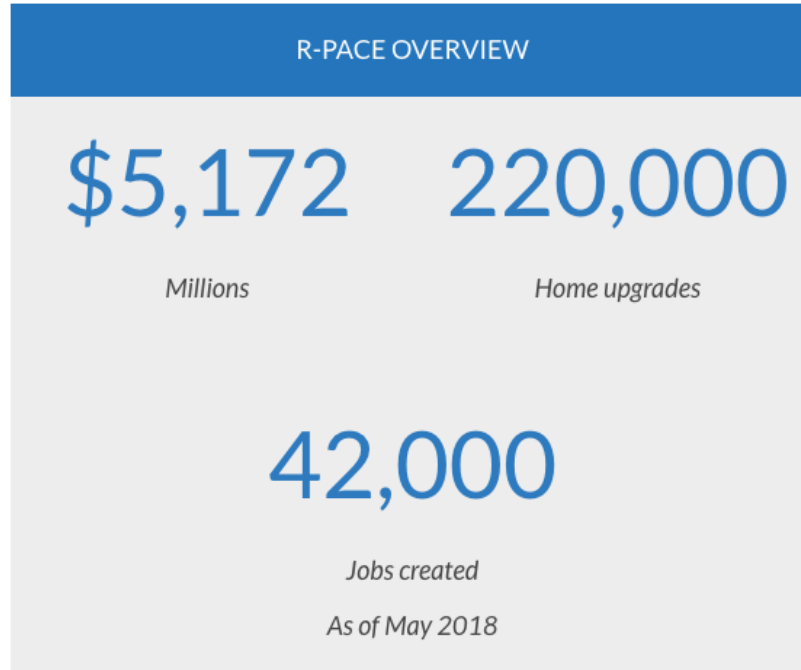 R-PACE OVERVIEW
$5,172 220,000
Millions Home upgrades
42,000
Jobs created
As of May 2018